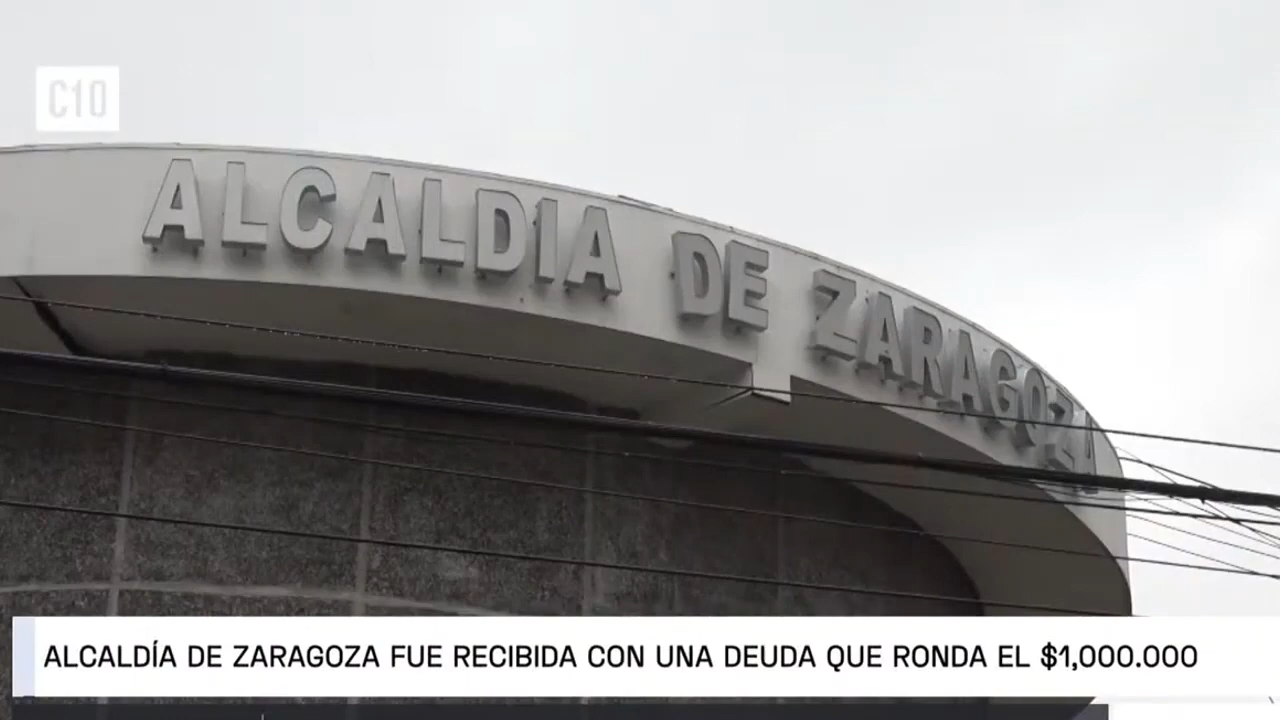 C10
ALCALDIA DE ZARAGOZA
ALCALDÍA DE ZARAGOZA FUE RECIBIDA CON UNA DEUDA QUE RONDA EL $1,000.000